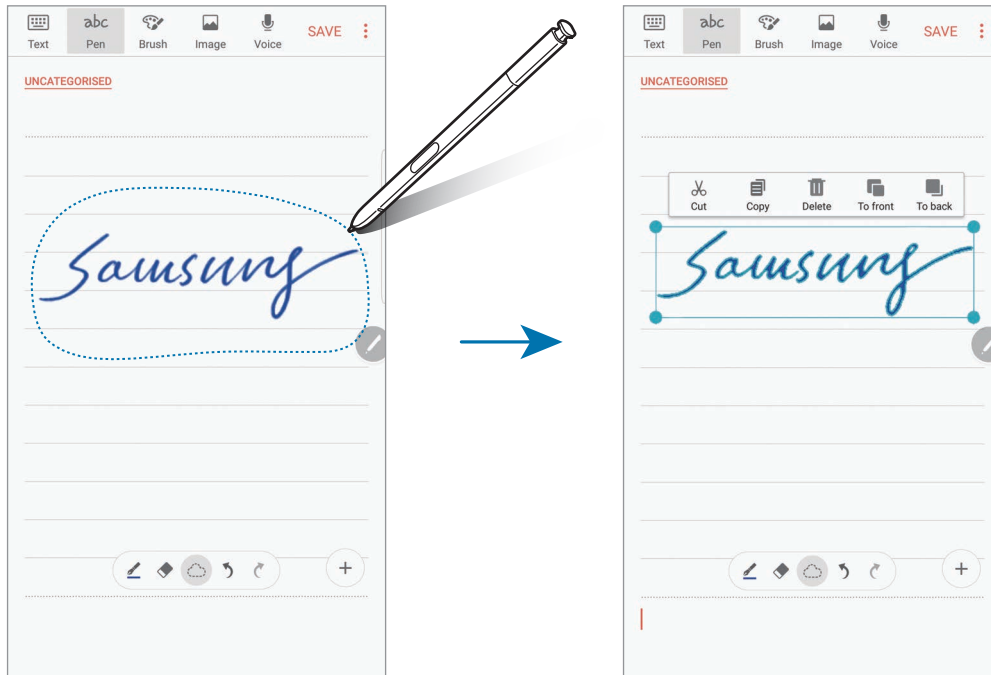 abc abc
Text Pen Brush Image Voice SAVE Text Pen Brush Image Voice SAVE
UNCATEGORISED UNCATEGORISED
Cut Copy Delete To front To back
Samsung Samsung